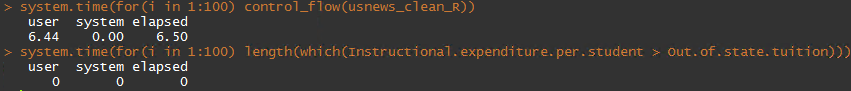 > system.time(for(i in 1:100) control_flow(usnews_clean_R))
user system elapsed
6.44 0.00 6.50
> system.time(for(i in 1:100) length(which(Instructional.expenditure.per.student > Out.of.state.tuition)))
user system elapsed
0 0 0